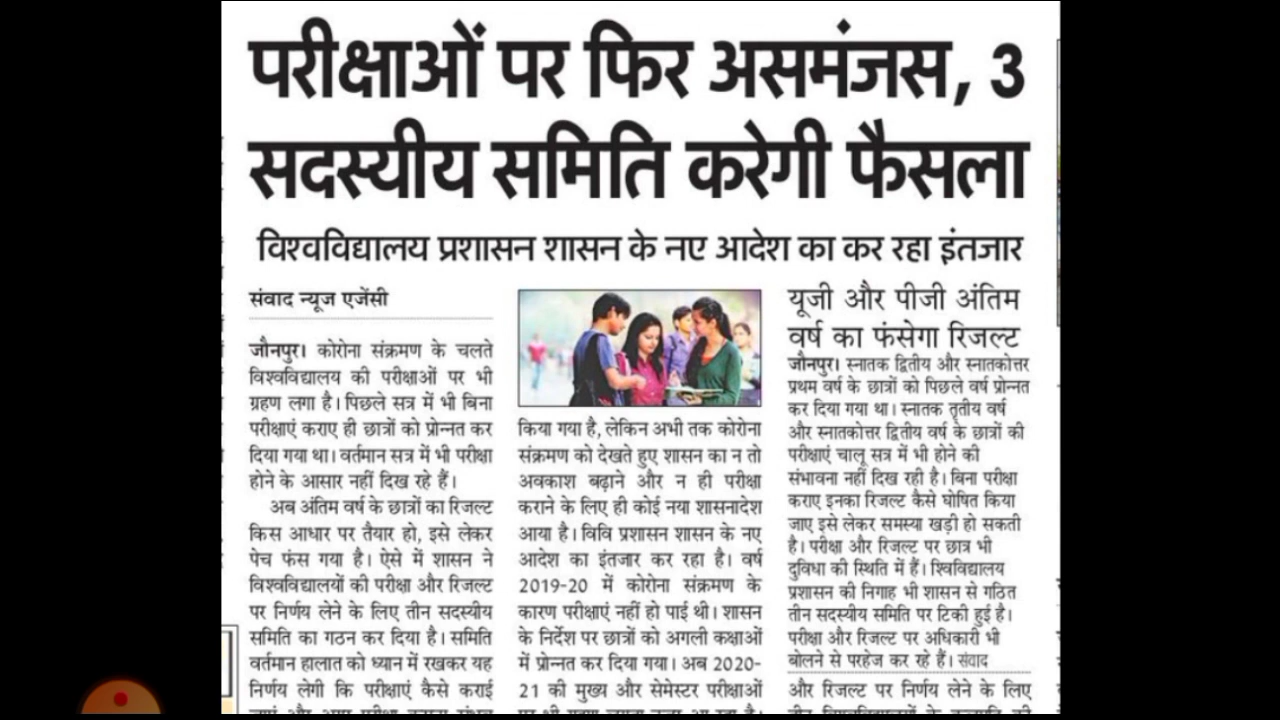 परीक्षाओं पर फिर असमंजस, 3
सदस्यीय समिति करेगी फैसला
विश्वविद्यालय प्रशासन शासन के नए आदेश का कर रहा इंतजार
संवाद न्यूज एजेंसी
जौनपुर। कोरोना संक्रमण के चलते
विश्वविद्यालय की परीक्षाओं पर भी
ग्रहण लगा है। पिछले सत्र में भी बिना
परीक्षाएं कराए ही छात्रों को प्रोन्नत कर
दिया गया था। वर्तमान सत्र में भी परीक्षा
होने के आसार नहीं दिख रहे हैं।
अब अंतिम वर्ष के छात्रों का रिजल्ट
किस आधार पर तैयार हो, इसे लेकर
पेच फंस गया है। ऐसे में शासन ने
विश्वविद्यालयों की परीक्षा और रिजल्ट
पर निर्णय लेने के लिए तीन सदस्यीय
समिति का गठन कर दिया है। समिति
वर्तमान हालात को ध्यान में रखकर यह
निर्णय लेगी कि परीक्षाएं कैसे कराई
किया गया है, लेकिन अभी तक कोरोना
संक्रमण को देखते हुए शासन का न तो
अवकाश बढ़ाने और न ही परीक्षा
कराने के लिए ही कोई नया शासनादेश
आया है। विवि प्रशासन शासन के नए
आदेश का इंतजार कर रहा है। वर्ष
2019-20 में कोरोना संक्रमण के
कारण परीक्षाएं नहीं हो पाई थी। शासन
के निर्देश पर छात्रों को अगली कक्षाओं
में प्रोन्नत कर दिया गया। अब 2020-
21 की मुख्य और सेमेस्टर परीक्षाओं
यूजी और पीजी अंतिम
वर्ष का फंसेगा रिजल्ट
जौनपुर। स्नातक द्वितीय और स्नातकोत्तर
प्रथम वर्ष के छात्रों को पिछले वर्ष प्रोन्नत
कर दिया गया था। स्नातक तृतीय वर्ष
और स्नातकोत्तर द्वितीय वर्ष के छात्रों की
परीक्षाएं चालू सत्र में भी होने की
संभावना नहीं दिख रही है। बिना परीक्षा
कराए इनका रिजल्ट कैसे घोषित किया
जाए इसे लेकर समस्या खड़ी हो सकती
है। परीक्षा और रिजल्ट पर छात्र भी
दुविधा की स्थिति में हैं। श्विविद्यालय
प्रशासन की निगाह भी शासन से गठित
तीन सदस्यीय समिति पर टिकी हुई है।
परीक्षा और रिजल्ट पर अधिकारी भी
बोलने से परहेज कर रहे हैं। संवाद
और रिजल्ट पर निर्णय लेने के लिए